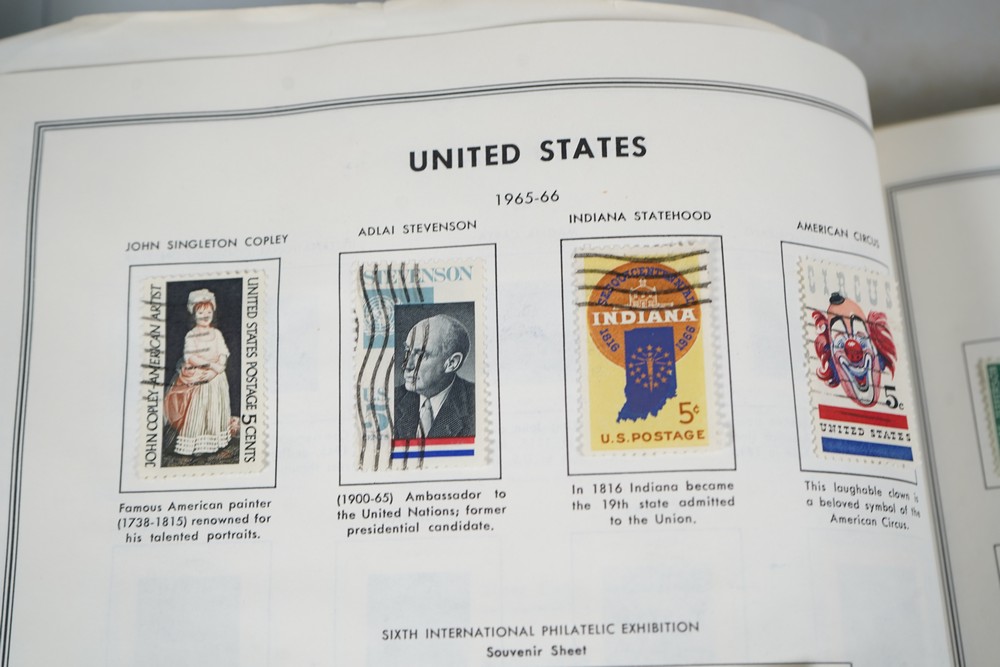 UNITED STATES
1965-66
JOHN SINGLETON COPLEY
JOHN COPLEY-AMERICAN ARTIST
UNITED STATES POSTAGE 5 CENTS
Famous American painter
(1738-1815) renowned for
his talented portraits.
ADLAI STEVENSON
STEVENSON
(1900-65) Ambassador to
the United Nations; former
presidential candidate.
INDIANA STATEHOOD
SESQUICENTENNIAL
INDIANA
1816 1966
5¢
U.S. POSTAGE
In 1816 Indiana became
the 19th state admitted
to the Union.
AMERICAN CIRCUS
CIRCUS
5c
UNITED STATES
This laughable clown is
a beloved symbol of the
American Circus.
SIXTH INTERNATIONAL PHILATELIC EXHIBITION
Souvenir Sheet